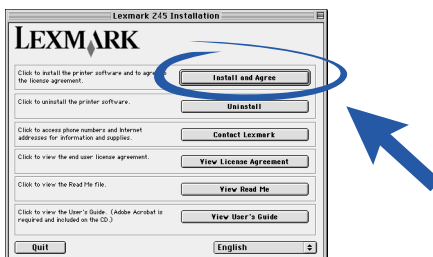 Lexmark Z45 Installation
LEXMARK
Click to install the printer software and to agree to
the license agreement.
Install and Agree
Click to uninstall the printer software.
Uninstall
Click to access phone numbers and Internet
addresses for information and supplies.
Contact Lexmark
Click to view the end user license agreement.
View License Agreement
Click to view the Read Me file.
View Read Me
Click to view the User's Guide. (Adobe Acrobat is
required and included on the CD.)
View User's Guide
Quit
English